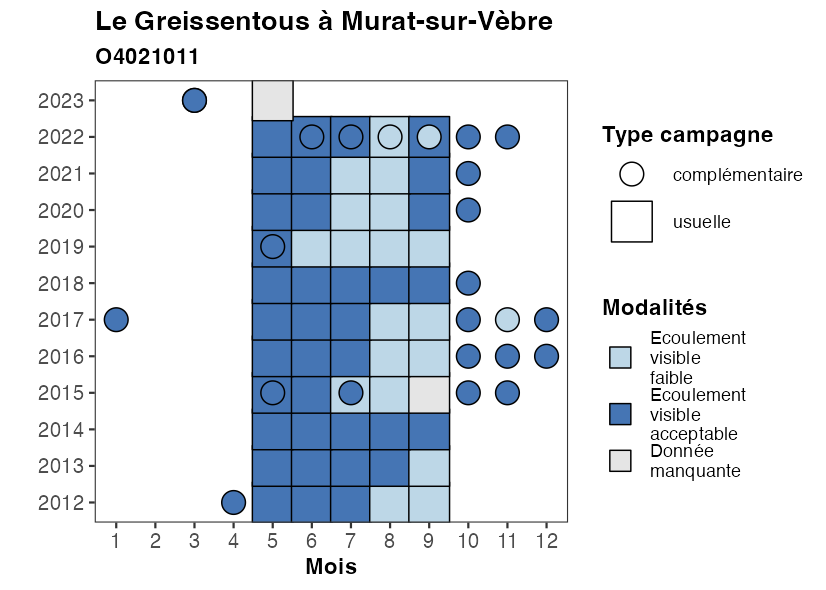 Le Greissentous à Murat-sur-Vèbre
O4021011
2023
2022
2021
2020
2019
2018
2017
2016
2015
2014
2013
2012
1 2 3 4 5 6 7 8 9 10 11 12
Mois
Type campagne
complémentaire
usuelle
Modalités
Ecoulement
visible
faible
Ecoulement
visible
acceptable
Donnée
manquante